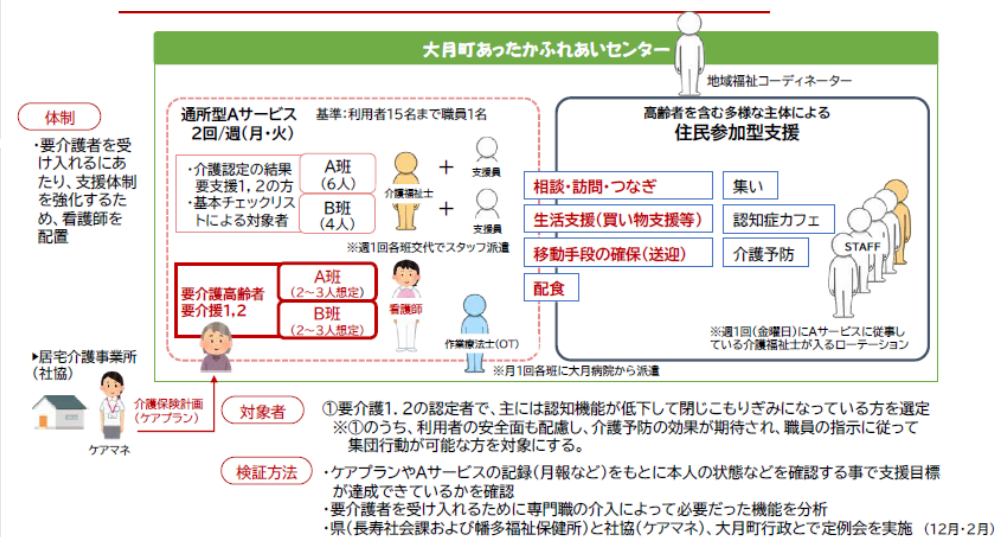 大月町あったかふれあいセンター
地域福祉コーディネーター
体制
・要介護者を受
け入れるにあ
たり、支援体制
を強化するた
め、看護師を
配置
通所型Aサービス
2回/週(月・火)
基準:利用者15名まで職員1名
・介護認定の結果
要支援1,2の方
・基本チェックリス
トによる対象者
A班
(6人)
B班
(4人)
介護福祉士
+
支援員
+
支援員
※週1回各班交代でスタッフ派遣
要介護高齢者
要介援1,2
A班
(2~3人想定)
B班
(2~3人想定)
看護師
作業療法士(OT)
※月1回各班に大月病院から派遣
高齢者を含む多様な主体による
住民参加型支援
相談・訪問・つなぎ
集い
生活支援(買い物支援等)
認知症カフェ
移動手段の確保(送迎)
介護予防
配食
STAFF
※週1回(金曜日)にAサービスに従事し
ている介護福祉士が入るローテーション
▶居宅介護事業所
(社協)
ケアマネ
介護保険計画
(ケアプラン)
対象者
①要介護1.2の認定者で、主には認知機能が低下して閉じこもりぎみになっている方を選定
※①のうち、利用者の安全面も配慮し、介護予防の効果が期待され、職員の指示に従って
集団行動が可能な方を対象にする。
検証方法
・ケアプランやAサービスの記録(月報など)をもとに本人の状態などを確認する事で支援目標
が達成できているかを確認
・要介護者を受け入れるために専門職の介入によって必要だった機能を分析
・県(長寿社会課および幡多福祉保健所)と社協(ケアマネ)、大月町行政とで定例会を実施 (12月・2月)